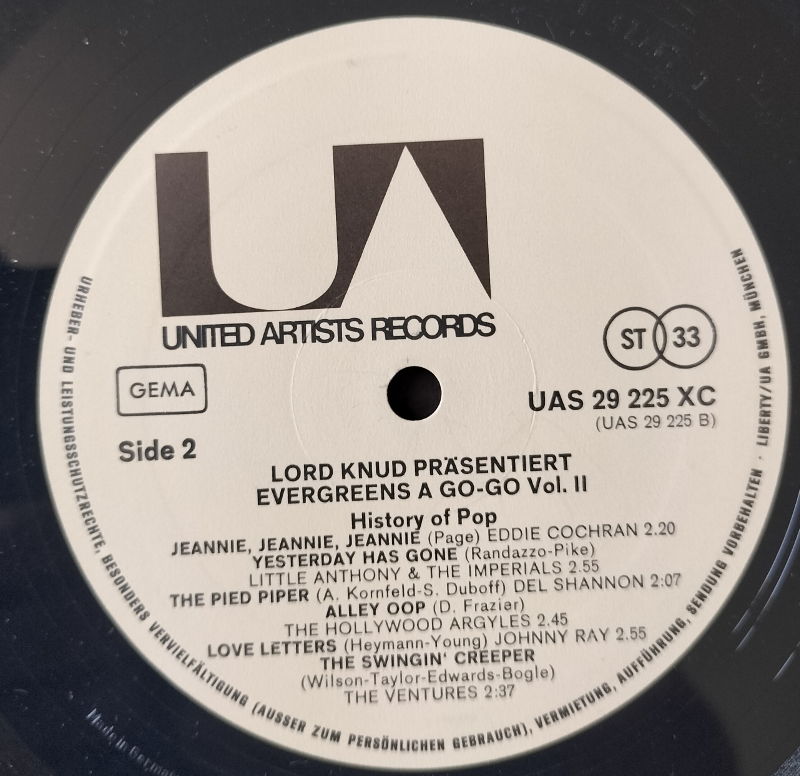 UNITED ARTISTS RECORDS
GEMA
ST 33
UAS 29 225 XC
(UAS 29 225 B)
Side 2
LORD KNUD PRÄSENTIERT
EVERGREENS A GO-GO Vol. II
History of Pop
JEANNIE, JEANNIE, JEANNIE (Page) EDDIE COCHRAN 2.20
YESTERDAY HAS GONE (Randazzo-Pike)
LITTLE ANTHONY & THE IMPERIALS 2.55
THE PIED PIPER (A. Kornfeld-S. Duboff) DEL SHANNON 2:07
ALLEY OOP (D. Frazier)
THE HOLLYWOOD ARGYLES 2.45
LOVE LETTERS (Heymann-Young) JOHNNY RAY 2.55
THE SWINGIN' CREEPER
(Wilson-Taylor-Edwards-Bogle)
THE VENTURES 2:37
URHEBER- UND LEISTUNGSSCHUTZRECHTE, BESONDERS VERVIELFÄLTIGUNG (AUSSER ZUM PERSÖNLICHEN GEBRAUCH), VERMIETUNG, AUFFÜHRUNG, SENDUNG VORBEHALTEN · LIBERTY/UA GMBH, MÜNCHEN
Made in Germany